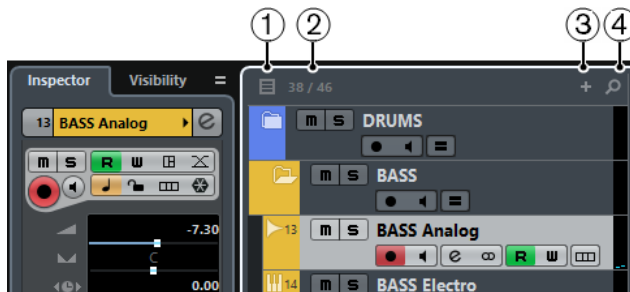 1 2 3 4
Inspector Visibility
38 / 46
13 BASS Analog e
m s R W
-7.30
C
0.00
m s DRUMS
m s BASS
13 m s BASS Analog
e R W
14 m s BASS Electro